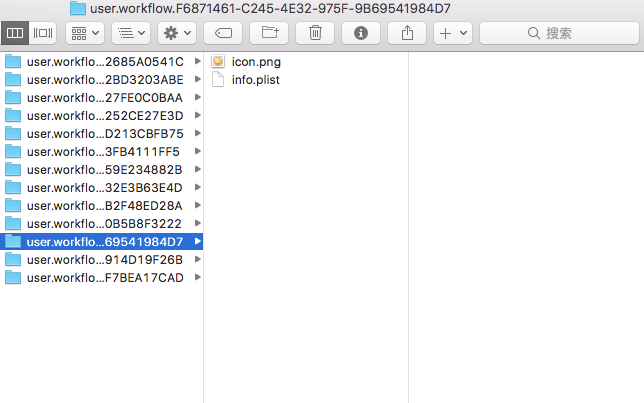 user.workflow.F6871461-C245-4E32-975F-9B69541984D7
搜索
user.workflo...2685A0541C
icon.png
user.workflo...2BD3203ABE
info.plist
user.workflo...27FE0C0BAA
user.workflo...252CE27E3D
user.workflo...D213CBFB75
user.workflo...3FB4111FF5
user.workflo...59E234882B
user.workflo...32E3B63E4D
user.workflo...B2F48ED28A
user.workflo...0B5B8F3222
user.workflo...69541984D7
user.workflo...914D19F26B
user.workflo...F7BEA17CAD